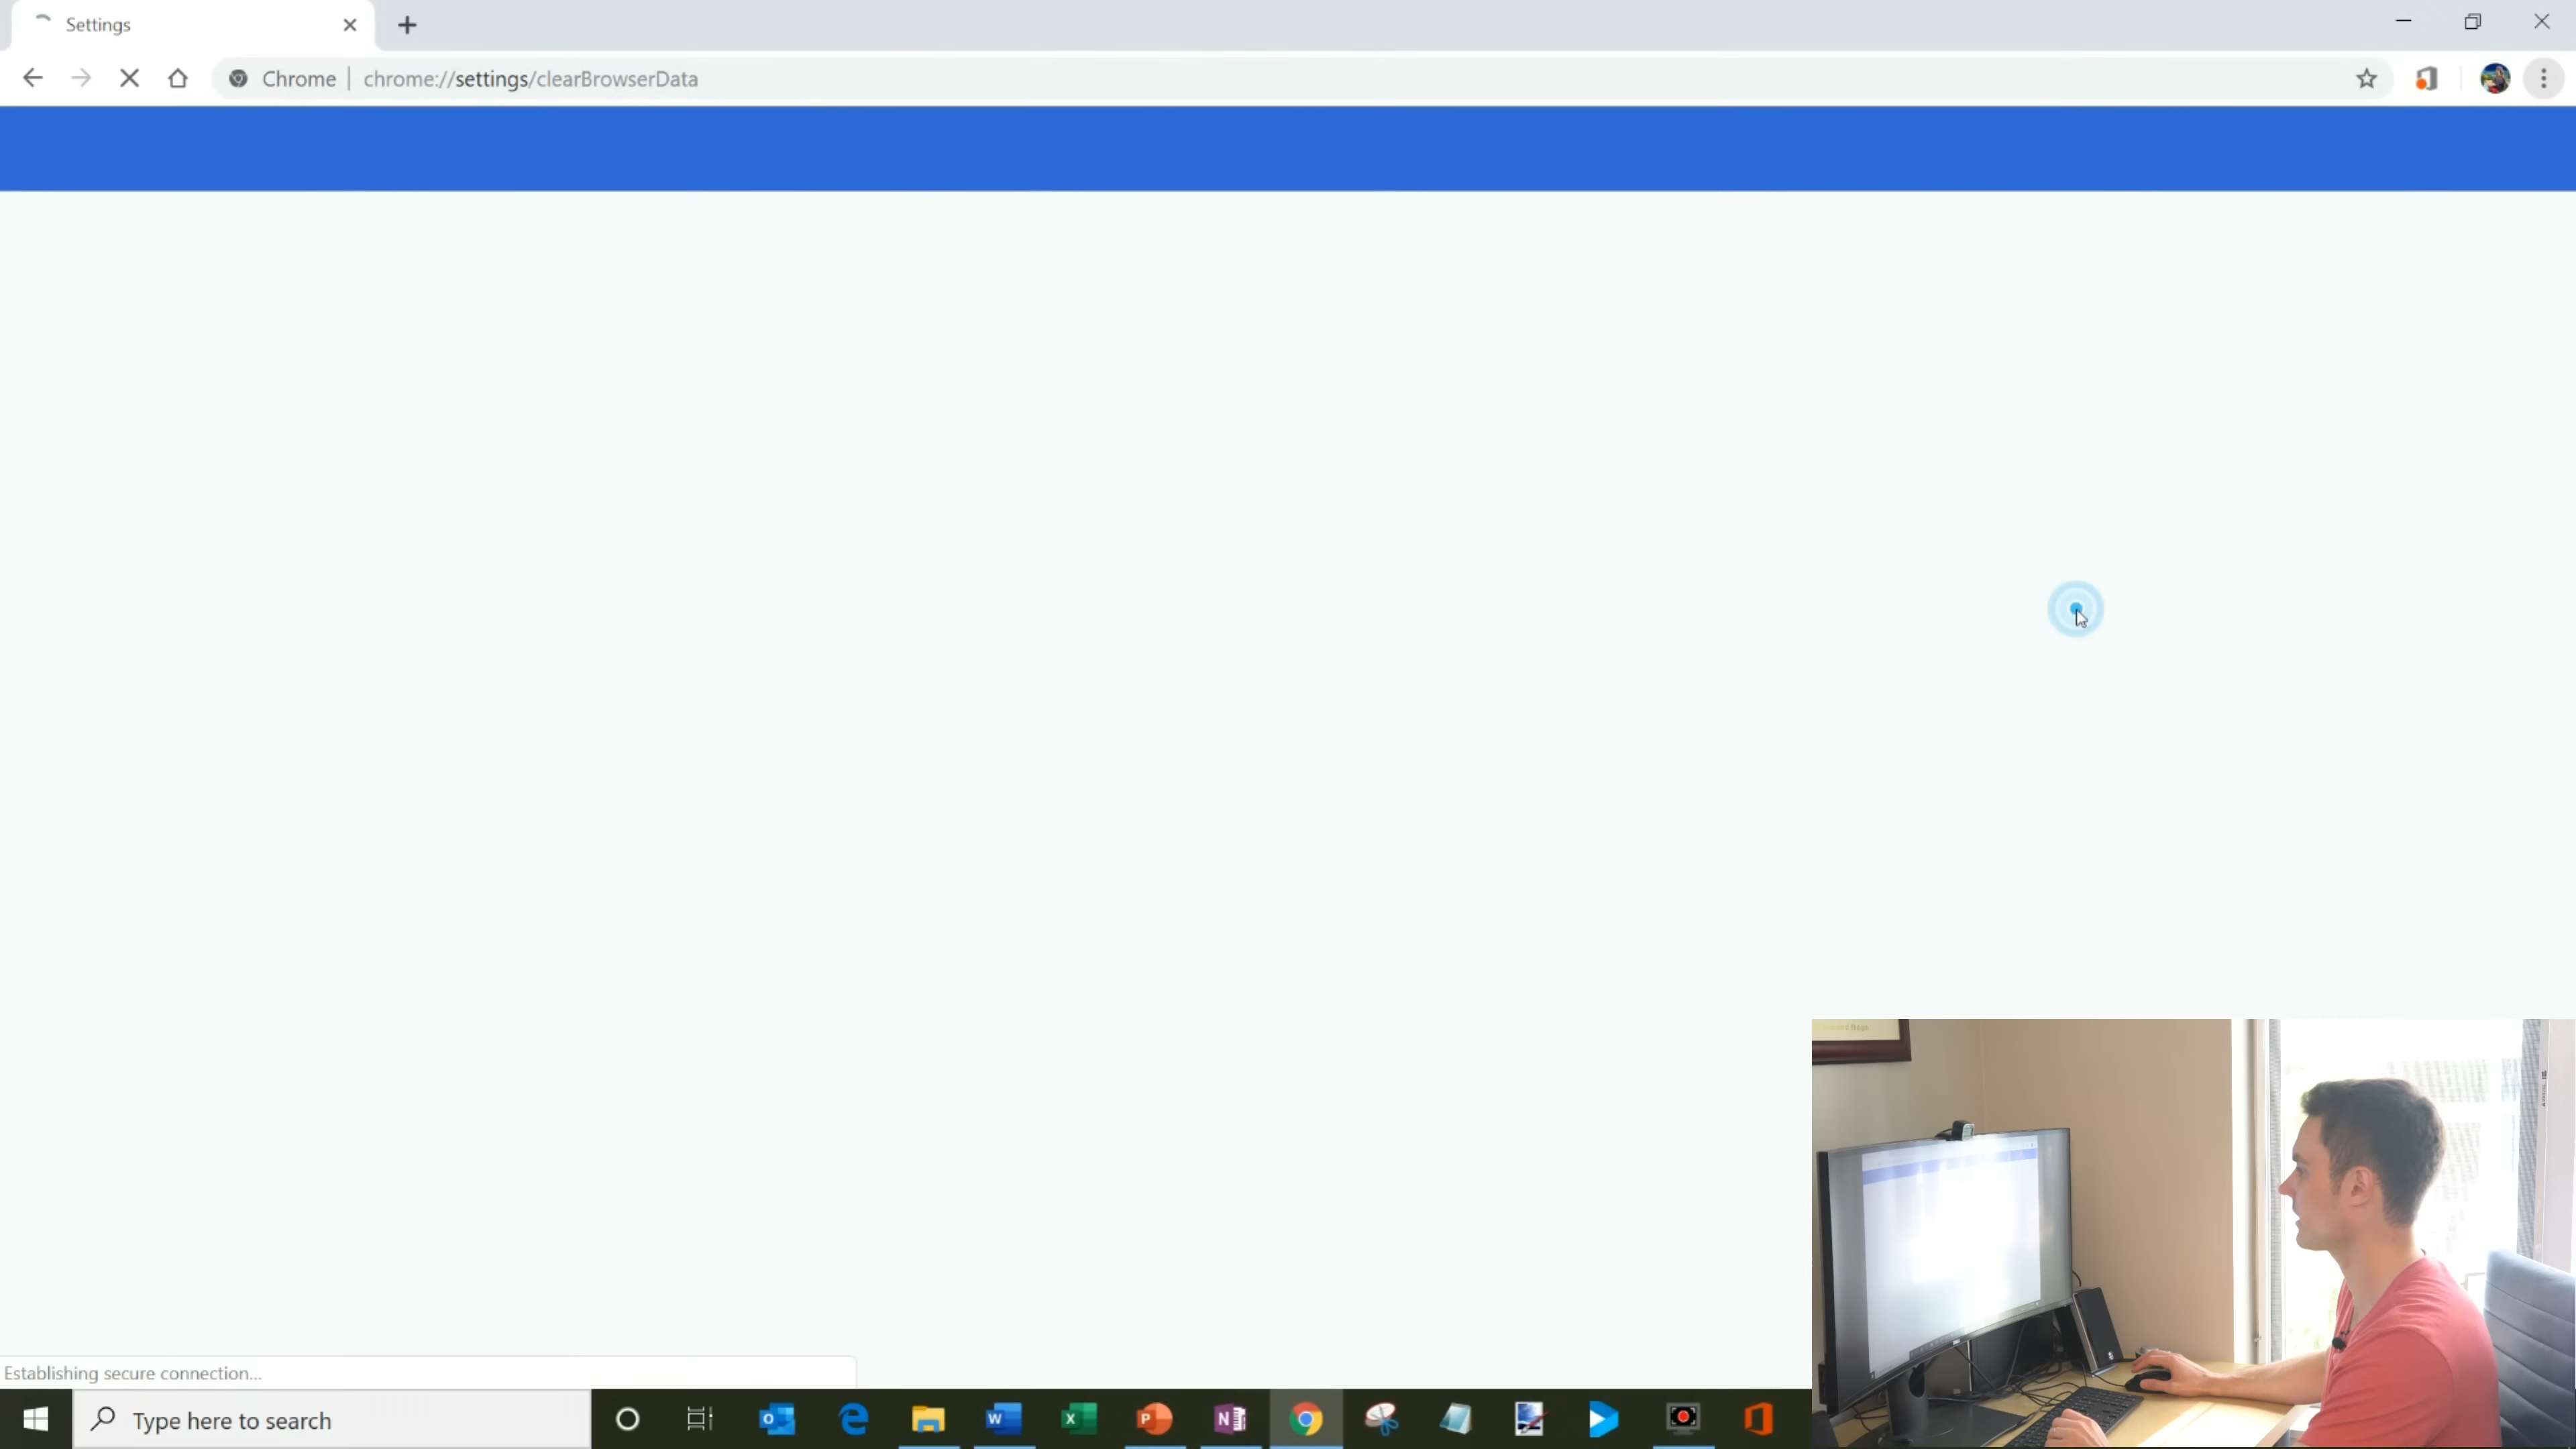 Settings
Chrome | chrome://settings/clearBrowserData
Establishing secure connection...
Type here to search